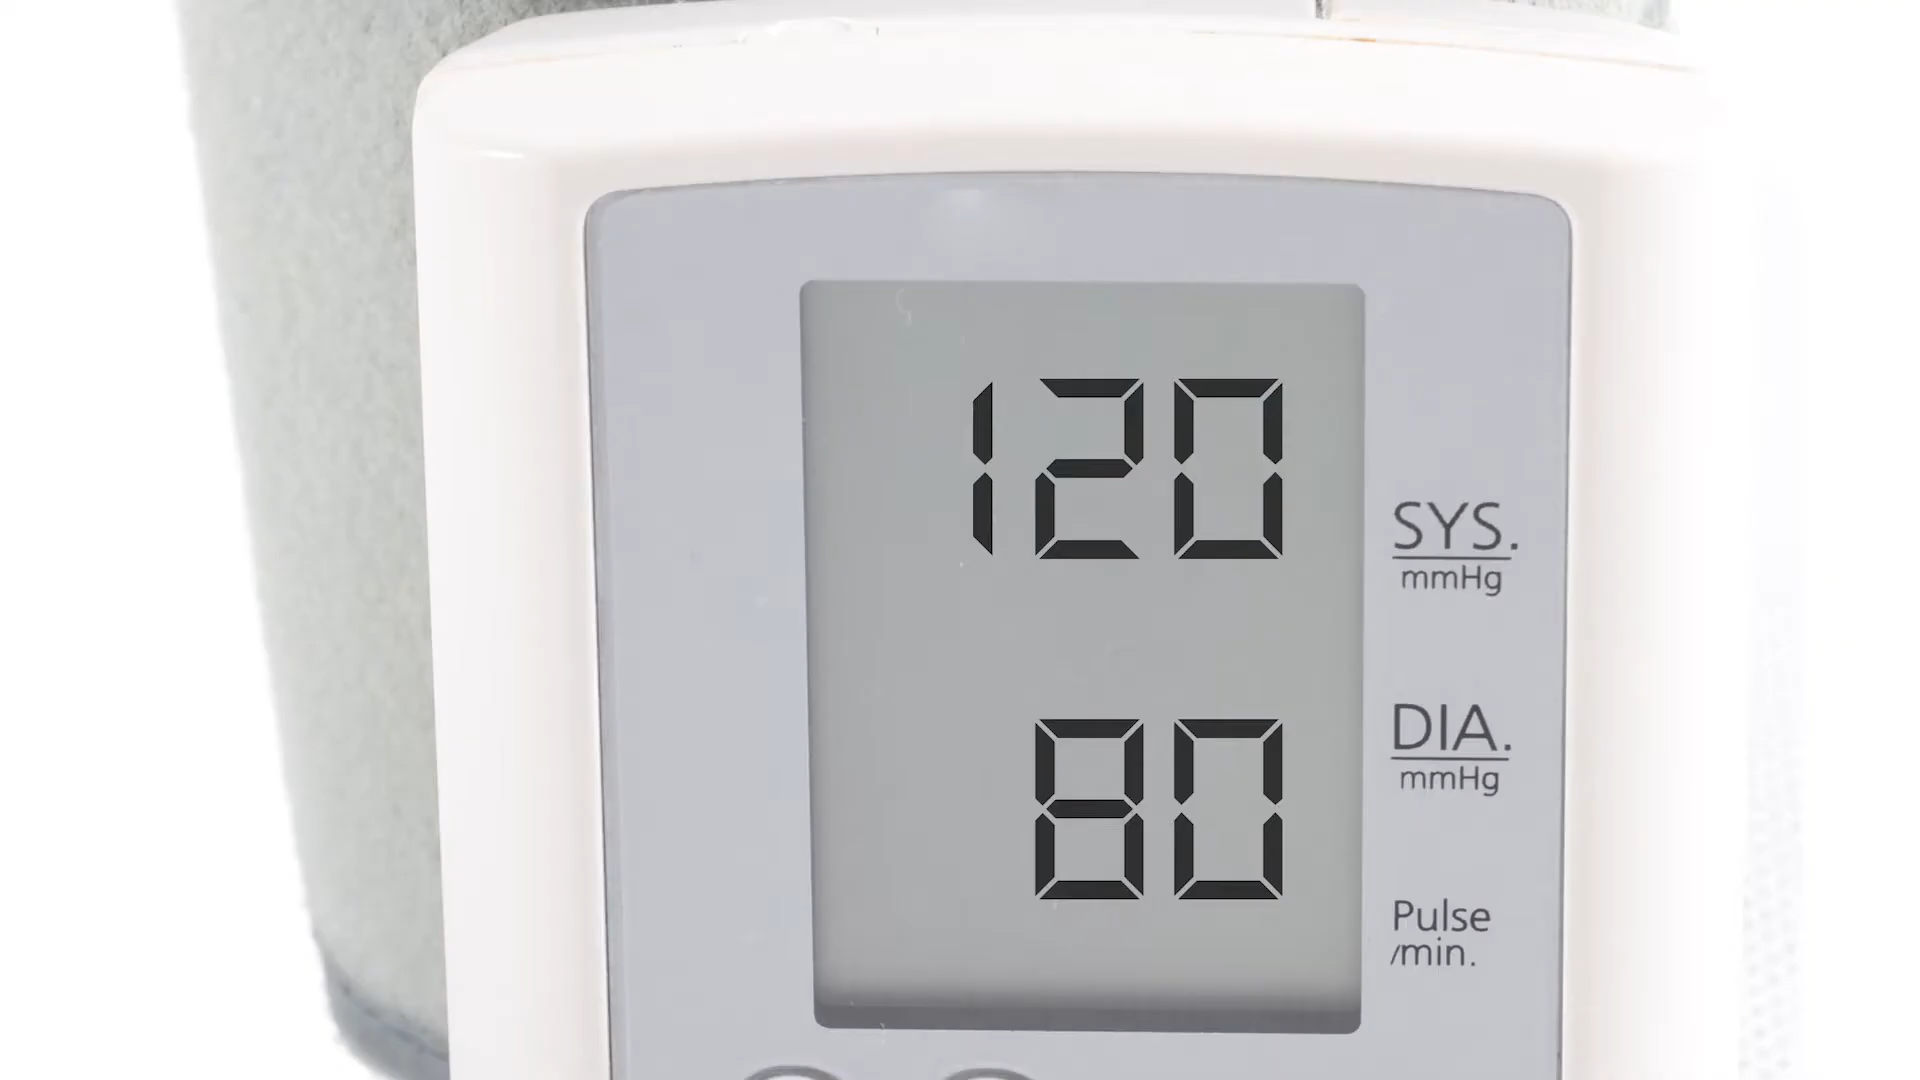 120
SYS.
mmHg
80
DIA.
mmHg
Pulse
/min.